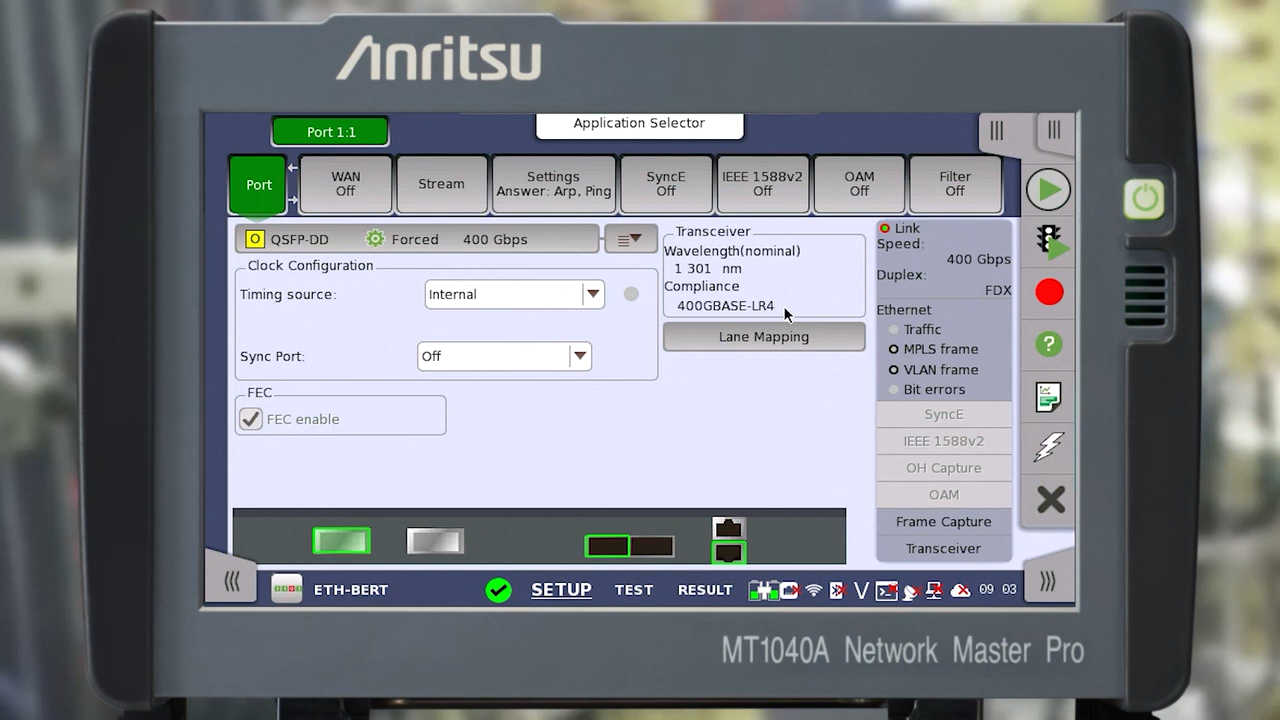 Anritsu
Port 1:1
Application Selector
Port
WAN
Off
Stream
Settings
Answer: Arp, Ping
SyncE
Off
IEEE 1588v2
Off
OAM
Off
Filter
Off
O QSFP-DD Forced 400 Gbps
Clock Configuration
Timing source: Internal
Sync Port: Off
FEC
FEC enable
Transceiver
Wavelength(nominal)
1 301 nm
Compliance
400GBASE-LR4
Lane Mapping
Link
Speed:
400 Gbps
Duplex:
FDX
Ethernet
Traffic
MPLS frame
VLAN frame
Bit errors
SyncE
IEEE 1588v2
OH Capture
OAM
Frame Capture
Transceiver
?
ETH-BERT SETUP TEST RESULT V 09 03
MT1040A Network Master Pro